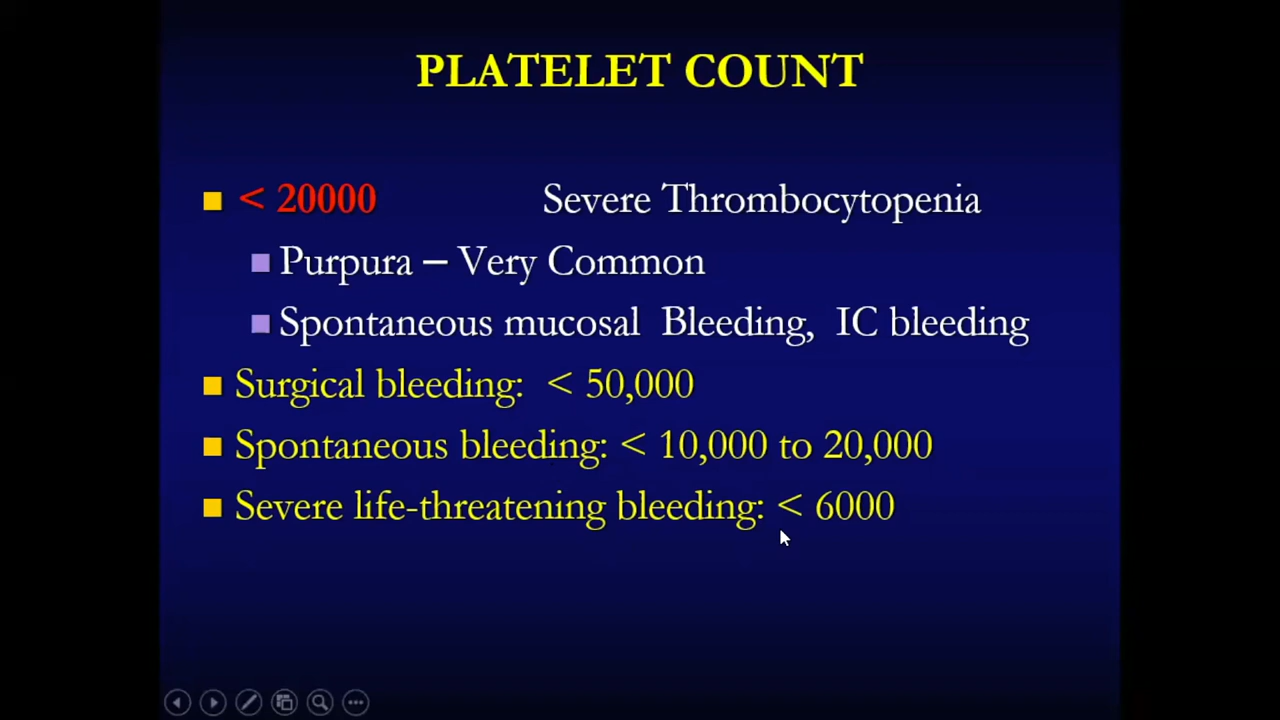 PLATELET COUNT
< 20000 Severe Thrombocytopenia
Purpura – Very Common
Spontaneous mucosal Bleeding, IC bleeding
Surgical bleeding: < 50,000
Spontaneous bleeding: < 10,000 to 20,000
Severe life-threatening bleeding: < 6000